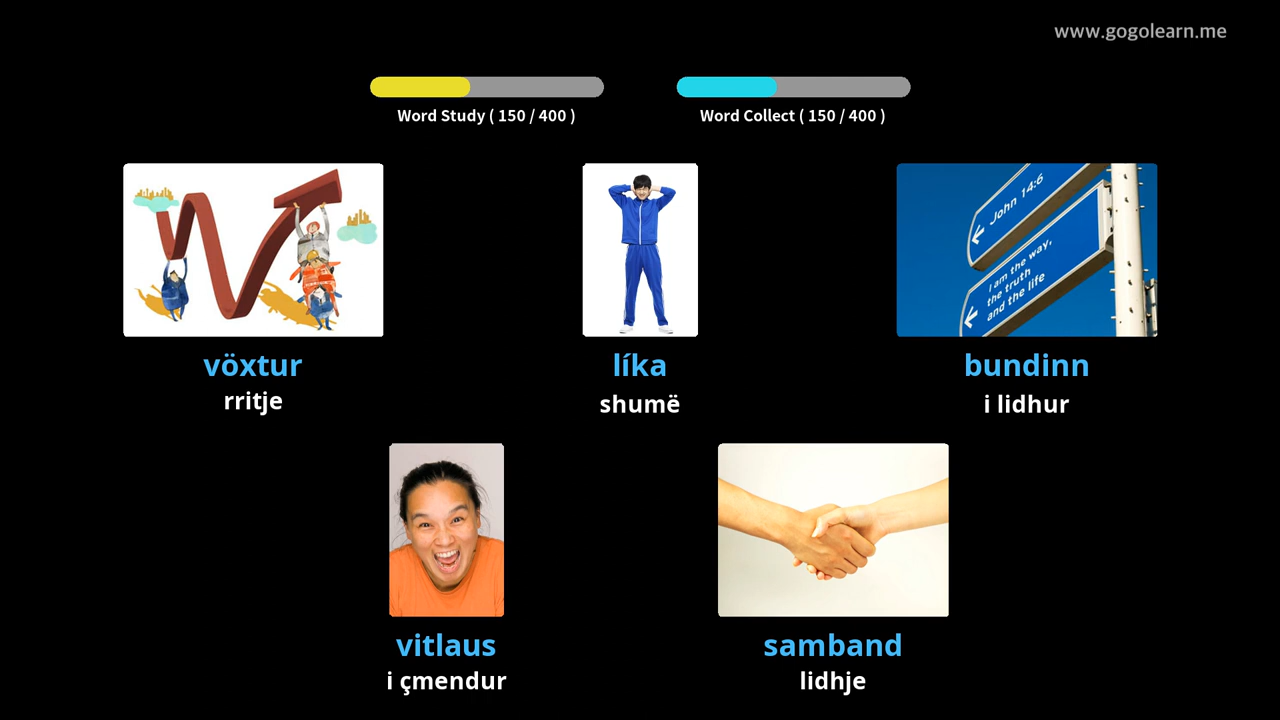 www.gogolearn.me
Word Study ( 150 / 400 )
Word Collect ( 150 / 400 )
John 14:6
I am the way,
the truth
and the life
vöxtur
rritje
líka
shumë
bundinn
i lidhur
vitlaus
i çmendur
samband
lidhje